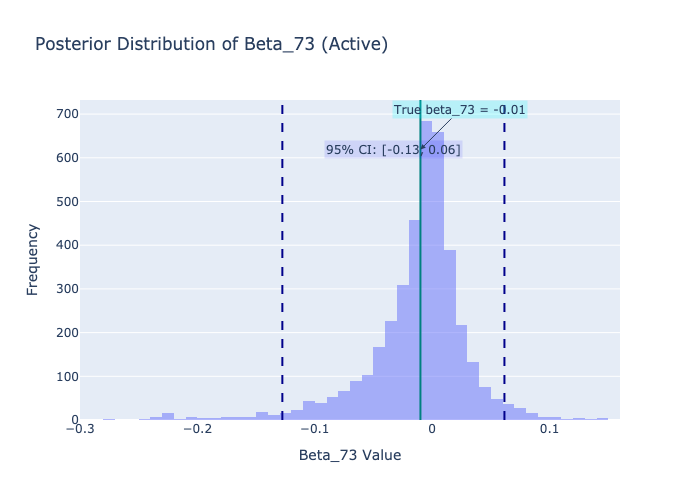 Posterior Distribution of Beta_73 (Active)
True beta_73 = -0.01
95% CI: [-0.13, 0.06]
700
600
500
400
300
200
100
0
Frequency
−0.3
−0.2
−0.1
0
0.1
Beta_73 Value